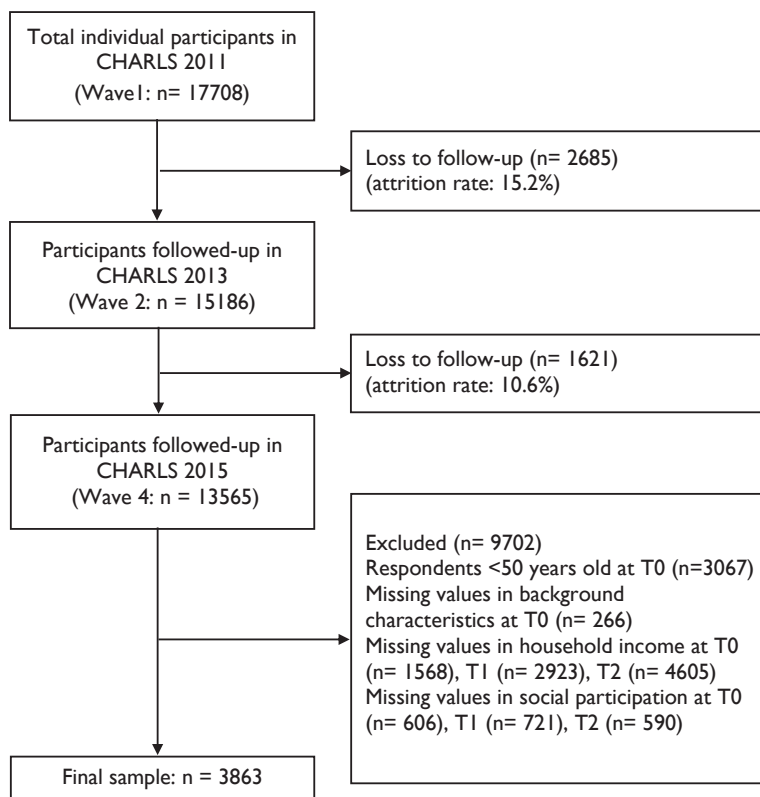 Total individual participants in
CHARLS 2011
(Wave1: n= 17708)
Loss to follow-up (n= 2685)
(attrition rate: 15.2%)
Participants followed-up in
CHARLS 2013
(Wave 2: n = 15186)
Loss to follow-up (n = 1621)
(attrition rate: 10.6%)
Participants followed-up in
CHARLS 2015
(Wave 4: n = 13565)
Excluded (n= 9702)
Respondents <50 years old at T0 (n=3067)
Missing values in background
characteristics at T0 (n = 266)
Missing values in household income at T0
(n= 1568), T1 (n= 2923), T2 (n= 4605)
Missing values in social participation at T0
(n= 606), T1 (n= 721), T2 (n= 590)
Final sample: n = 3863